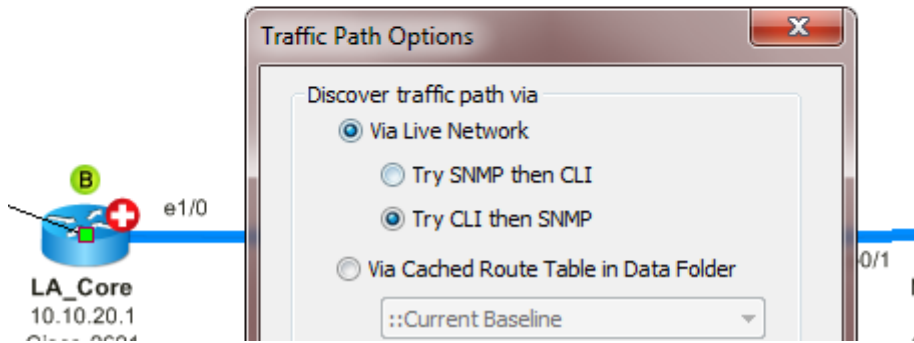 Traffic Path Options
Discover traffic path via
Via Live Network
Try SNMP then CLI
Try CLI then SNMP
Via Cached Route Table in Data Folder
::Current Baseline
B
e1/0
LA_Core
10.10.20.1
0/1